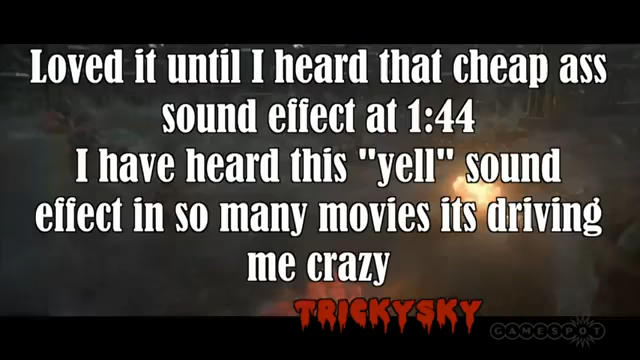 Loved it until I heard that cheap ass
sound effect at 1:44
I have heard this "yell" sound
effect in so many movies its driving
me crazy
TRICKYSKY
GAMESPOT